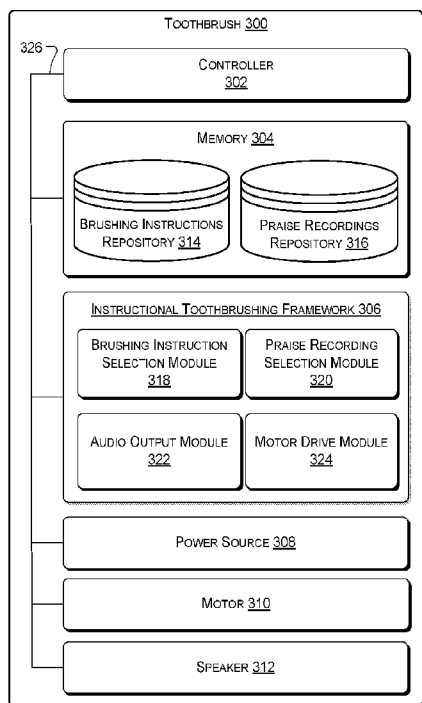 TOOTHBRUSH 300
326
CONTROLLER
302
MEMORY 304
BRUSHING INSTRUCTIONS
REPOSITORY 314
PRAISE RECORDINGS
REPOSITORY 316
INSTRUCTIONAL TOOTHBRUSHING FRAMEWORK 306
BRUSHING INSTRUCTION
SELECTION MODULE
318
PRAISE RECORDING
SELECTION MODULE
320
AUDIO OUTPUT MODULE
322
MOTOR DRIVE MODULE
324
POWER SOURCE 308
MOTOR 310
SPEAKER 312